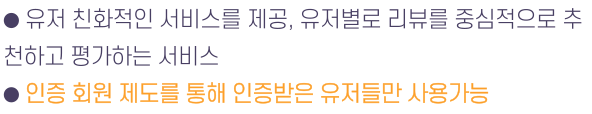 ● 유저 친화적인 서비스를 제공, 유저별로 리뷰를 중심적으로 추
천하고 평가하는 서비스
● 인증 회원 제도를 통해 인증받은 유저들만 사용가능